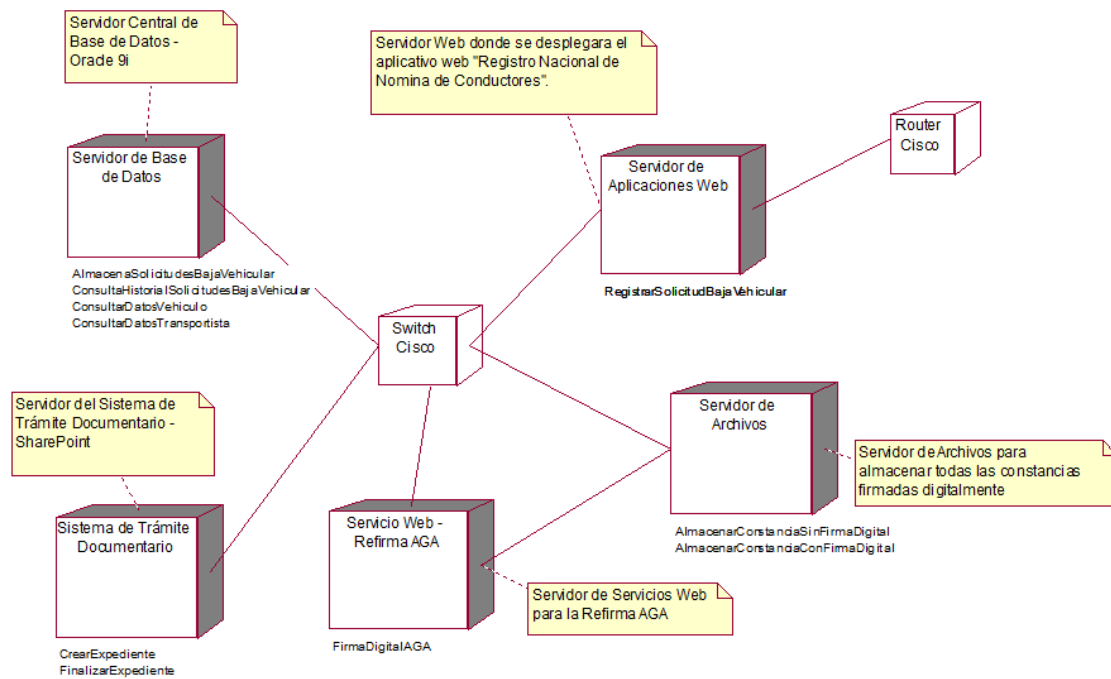 Servidor Central de
Base de Datos -
Oracle 9i
Servidor Web donde se desplegara el
aplicativo web "Registro Nacional de
Nomina de Conductores".
Router
Cisco
Servidor de Base
de Datos
Servidor de
Aplicaciones Web
AlmacenaSolicitudesBajaVehicular
ConsultaHistorialSolicitudesBajaVehicular
ConsultarDatosVehiculo
ConsultarDatosTransportista
RegistrarSolicitudBajaVehicular
Switch
Cisco
Servidor del Sistema de
Trámite Documentario -
SharePoint
Servidor de
Archivos
Servidor de Archivos para
almacenar todas las constancias
firmadas digitalmente
Sistema de Trámite
Documentario
Servicio Web -
Refirma AGA
AlmacenarConstanciaSinFirmaDigital
AlmacenarConstanciaConFirmaDigital
Servidor de Servicios Web
para la Refirma AGA
CrearExpediente
FinalizarExpediente
FirmaDigitalAGA